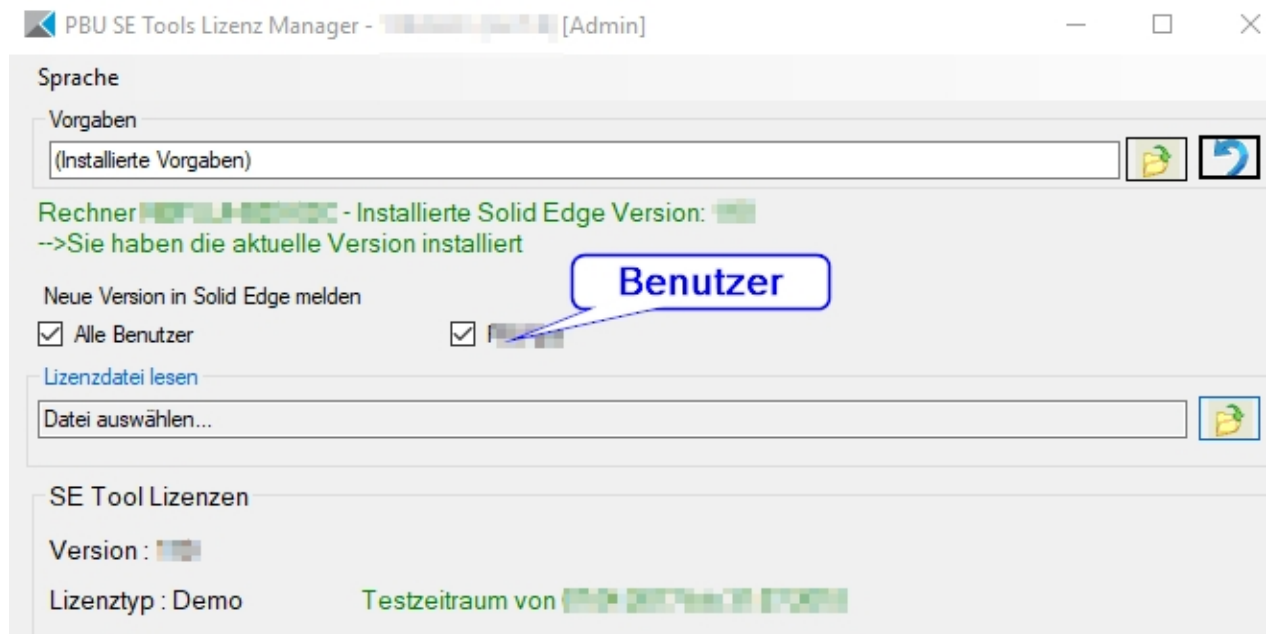 PBU SE Tools Lizenz Manager - [Admin]
Sprache
Vorgaben
(Installierte Vorgaben)
Rechner - Installierte Solid Edge Version:
-->Sie haben die aktuelle Version installiert
Benutzer
Neue Version in Solid Edge melden
Alle Benutzer
Lizenzdatei lesen
Datei auswählen...
SE Tool Lizenzen
Version :
Lizenztyp : Demo Testzeitraum von